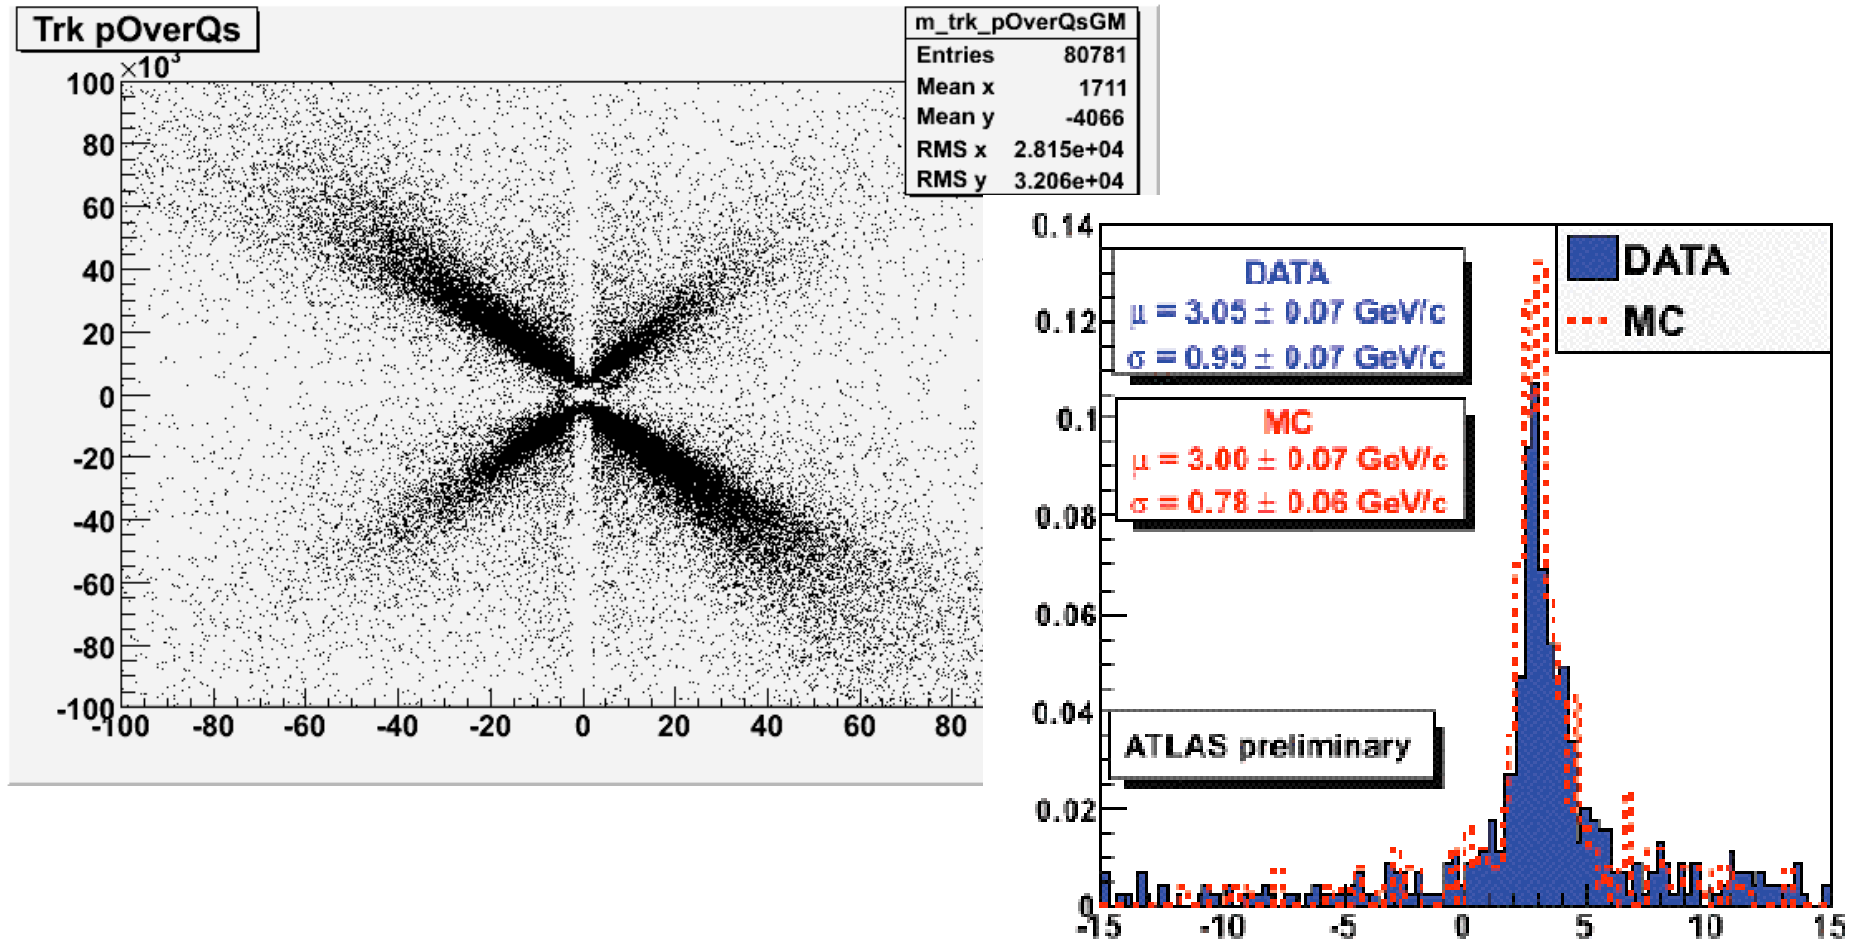 Trk pOverQs
m_trk_pOverQsGM
Entries 80781
Mean x 1711
Mean y -4066
RMS x 2.815e+04
RMS y 3.206e+04
×10³
100
80
60
40
20
0
-20
-40
-60
-80
-100
-100 -80 -60 -40 -20 0 20 40 60 80
0.14
0.12
0.1
0.08
0.06
0.04
0.02
0
DATA
μ = 3.05 ± 0.07 GeV/c
σ = 0.95 ± 0.07 GeV/c
MC
μ = 3.00 ± 0.07 GeV/c
σ = 0.78 ± 0.06 GeV/c
ATLAS preliminary
DATA
MC
-15 -10 -5 0 5 10 15